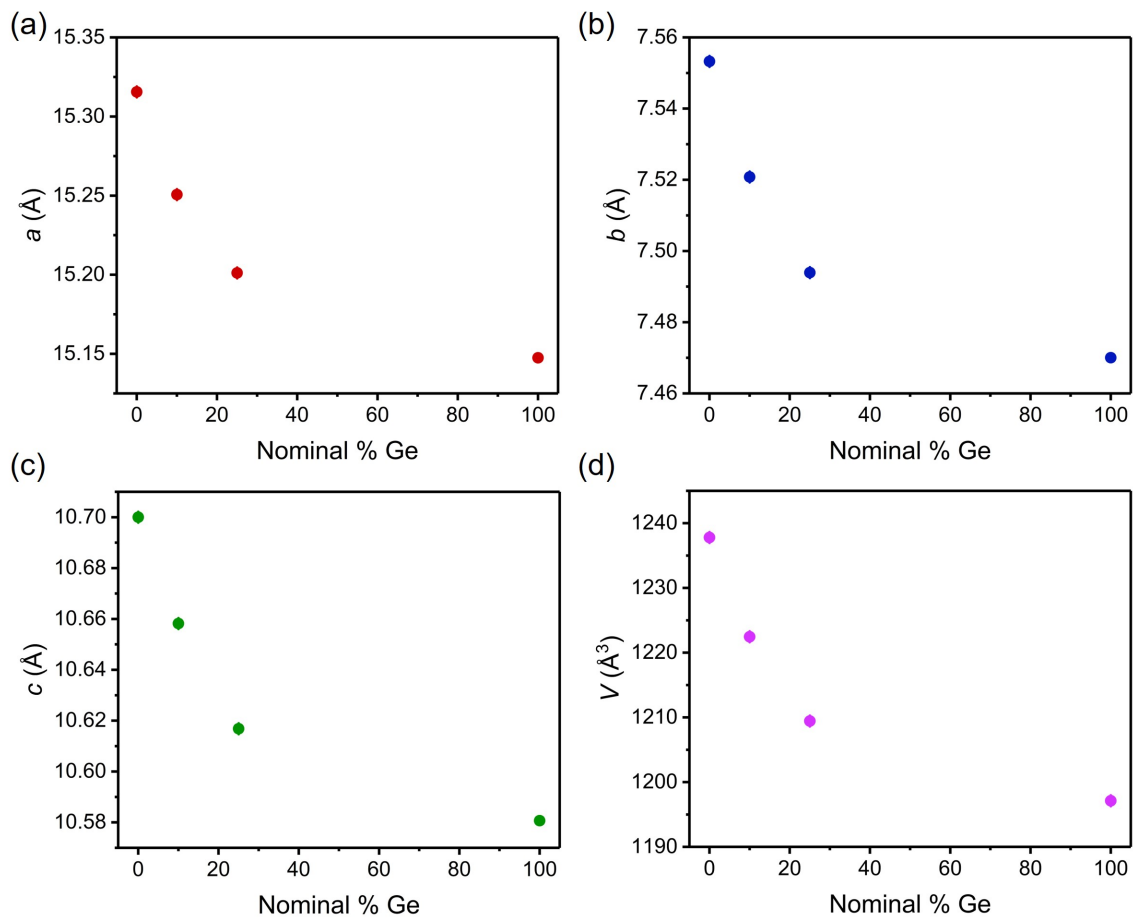 (a)
15.35
15.30
15.25
15.20
15.15
a (Å)
0 20 40 60 80 100
Nominal % Ge
(b)
7.56
7.54
7.52
7.50
7.48
7.46
b (Å)
0 20 40 60 80 100
Nominal % Ge
(c)
10.70
10.68
10.66
10.64
10.62
10.60
10.58
c (Å)
0 20 40 60 80 100
Nominal % Ge
(d)
1240
1230
1220
1210
1200
1190
V (Å³)
0 20 40 60 80 100
Nominal % Ge